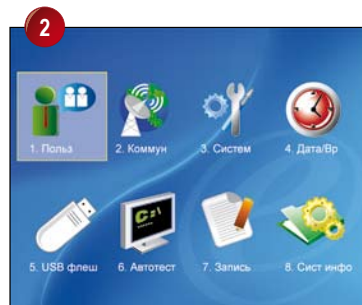 2
1. Польз
2. Коммун
3. Систем
4. Дата/Вр
C:\
5. USB флеш
6. Автотест
7. Запись
8. Сист инфо